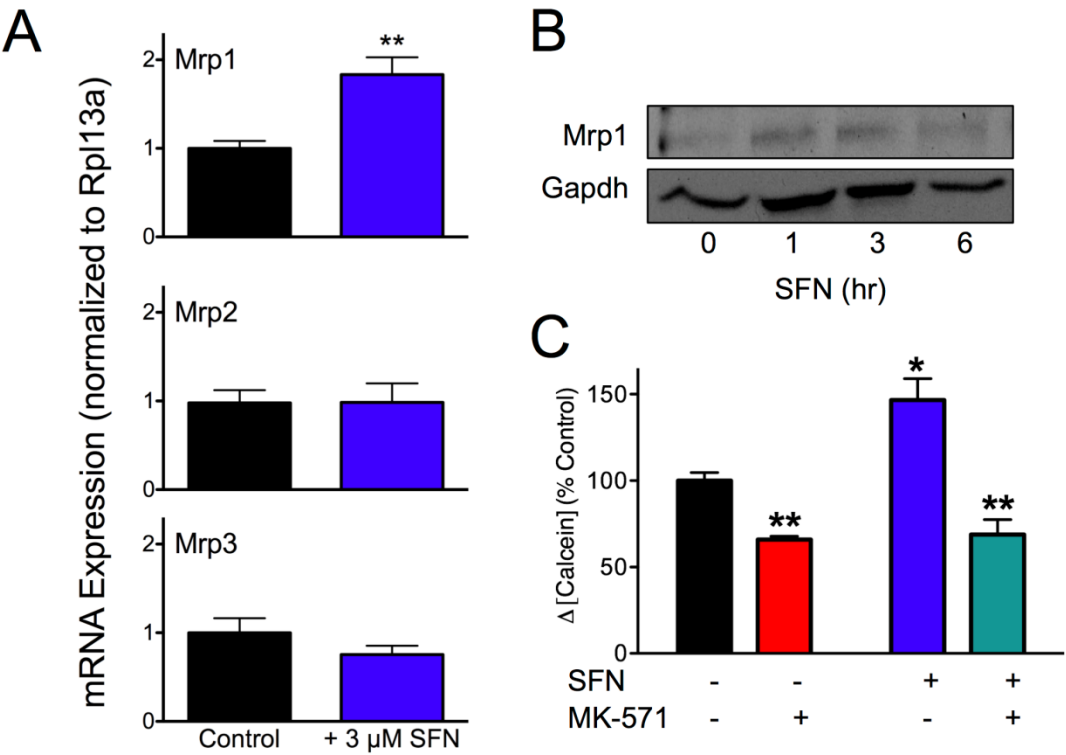 A
mRNA Expression (normalized to Rpl13a)
Mrp1
**
2
1
0
Mrp2
2
1
0
Mrp3
2
1
0
Control
+ 3 µM SFN
B
Mrp1
Gapdh
0 1 3 6
SFN (hr)
C
Δ [Calcein] (% Control)
150
100
50
0
**
*
**
SFN - - + +
MK-571 - + - +